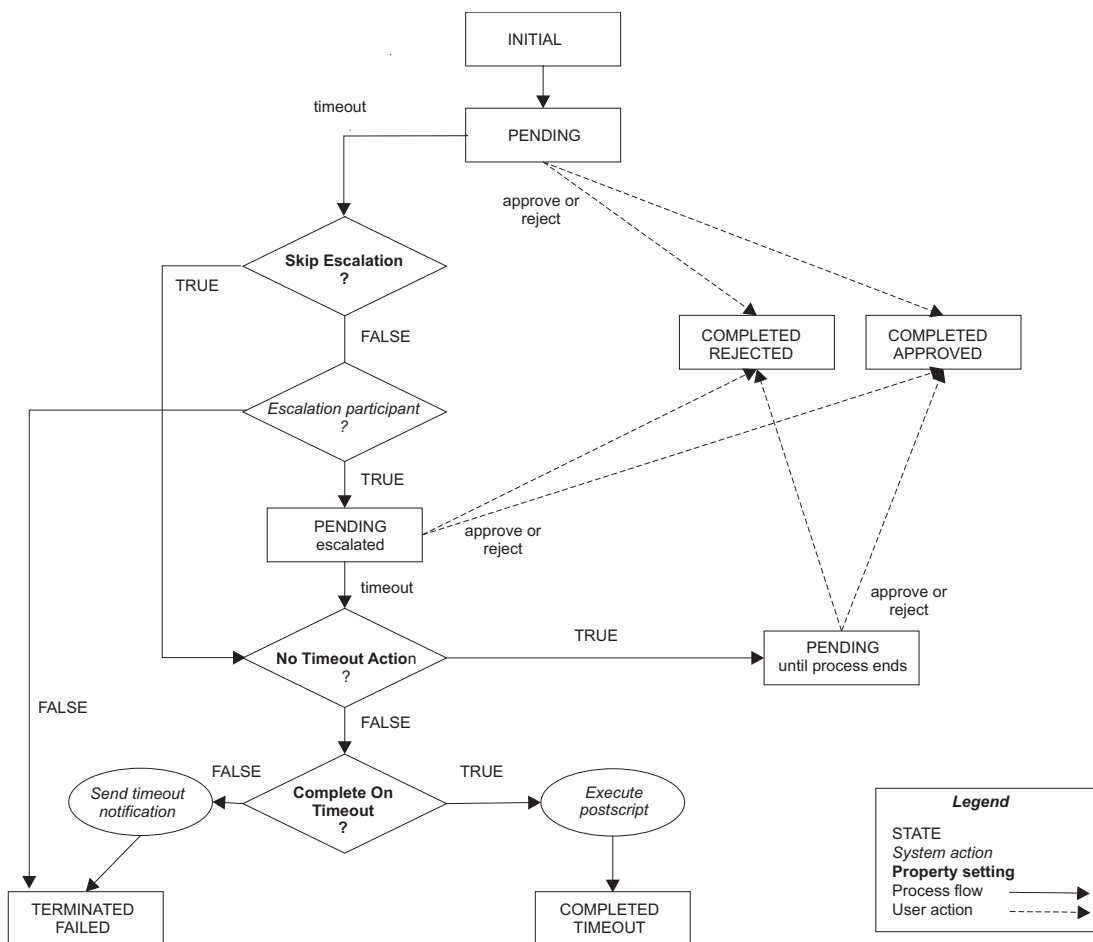 INITIAL
timeout
PENDING
approve or
reject
Skip Escalation
?
TRUE
FALSE
COMPLETED
REJECTED
COMPLETED
APPROVED
Escalation participant
?
TRUE
PENDING
escalated
approve or
reject
timeout
approve or
reject
TRUE
No Timeout Action
?
PENDING
until process ends
FALSE
FALSE
FALSE
TRUE
Send timeout
notification
Complete On
Timeout
?
Execute
postscript
Legend
STATE
System action
Property setting
Process flow
User action
TERMINATED
FAILED
COMPLETED
TIMEOUT